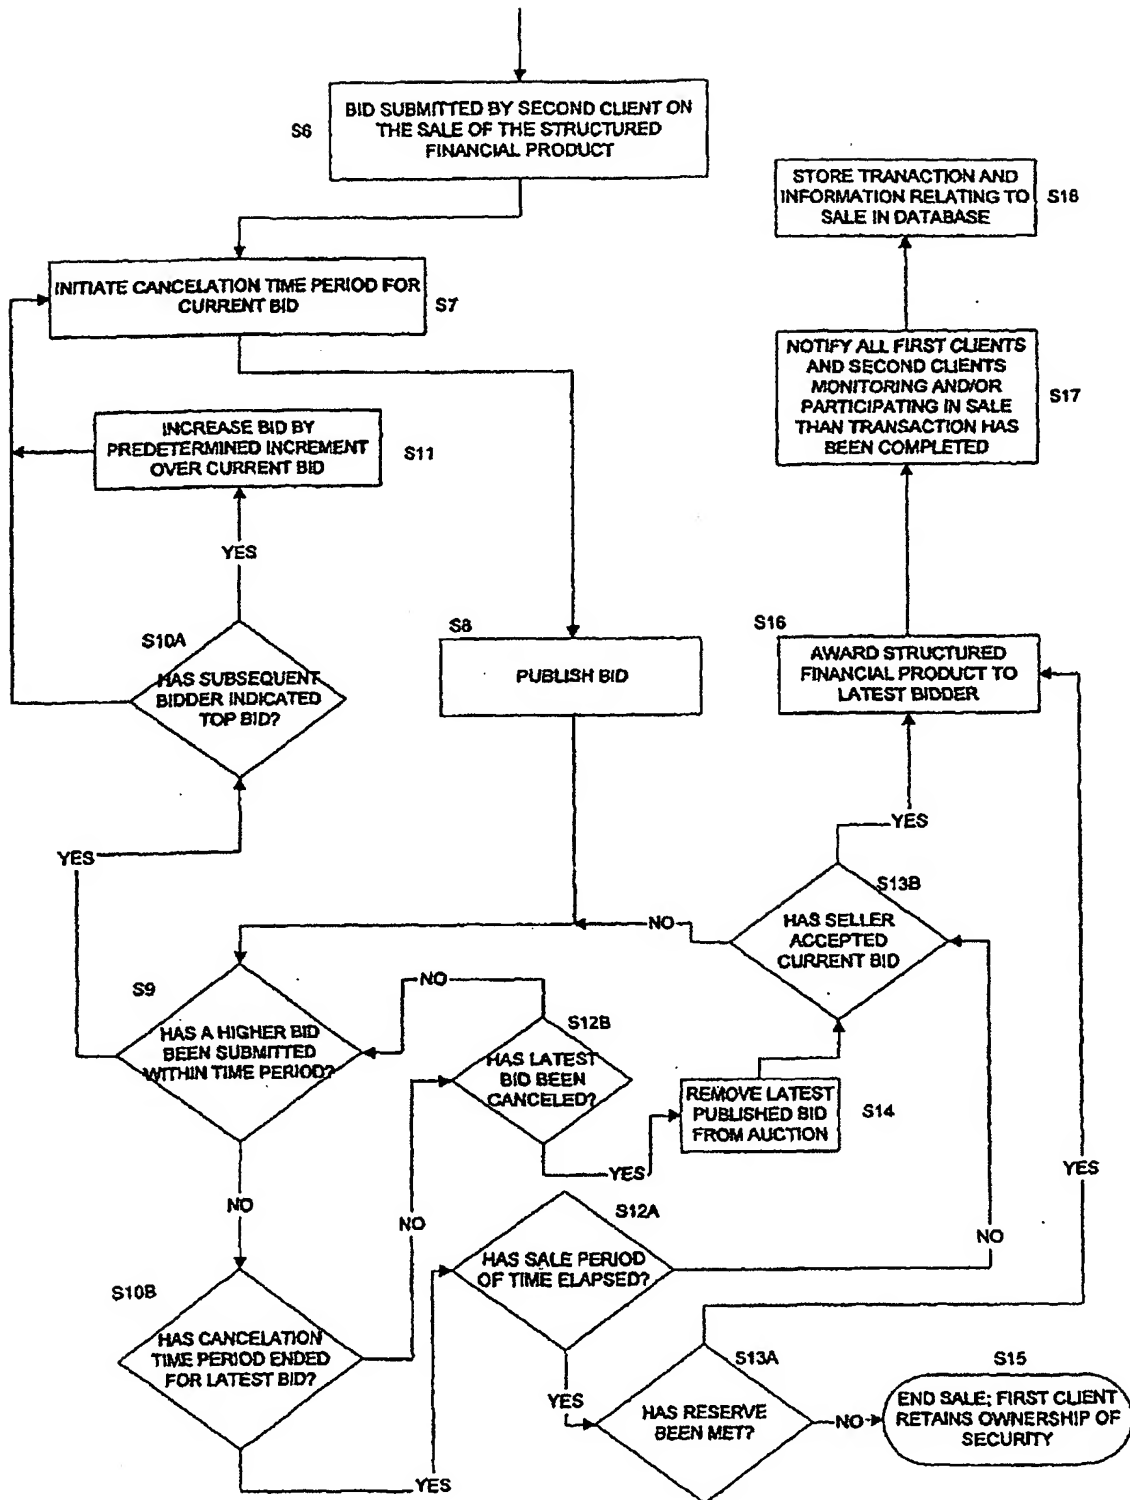 BID SUBMITTED BY SECOND CLIENT ON
THE SALE OF THE STRUCTURED
FINANCIAL PRODUCT
S6
STORE TRANACTION AND
INFORMATION RELATING TO
SALE IN DATABASE
S18
INITIATE CANCELATION TIME PERIOD FOR
CURRENT BID
S7
NOTIFY ALL FIRST CLIENTS
AND SECOND CLIENTS
MONITORING AND/OR
PARTICIPATING IN SALE
THAN TRANSACTION HAS
BEEN COMPLETED
S17
INCREASE BID BY
PREDETERMINED INCREMENT
OVER CURRENT BID
S11
YES
S10A
HAS SUBSEQUENT
BIDDER INDICATED
TOP BID?
S8
PUBLISH BID
S16
AWARD STRUCTURED
FINANCIAL PRODUCT TO
LATEST BIDDER
YES
YES
S13B
HAS SELLER
ACCEPTED
CURRENT BID
NO
S9
HAS A HIGHER BID
BEEN SUBMITTED
WITHIN TIME PERIOD?
NO
S12B
HAS LATEST
BID BEEN
CANCELED?
REMOVE LATEST
PUBLISHED BID
FROM AUCTION
S14
YES
YES
NO
NO
S12A
HAS SALE PERIOD
OF TIME ELAPSED?
NO
S10B
HAS CANCELATION
TIME PERIOD ENDED
FOR LATEST BID?
YES
YES
S13A
HAS RESERVE
BEEN MET?
NO
S15
END SALE; FIRST CLIENT
RETAINS OWNERSHIP OF
SECURITY